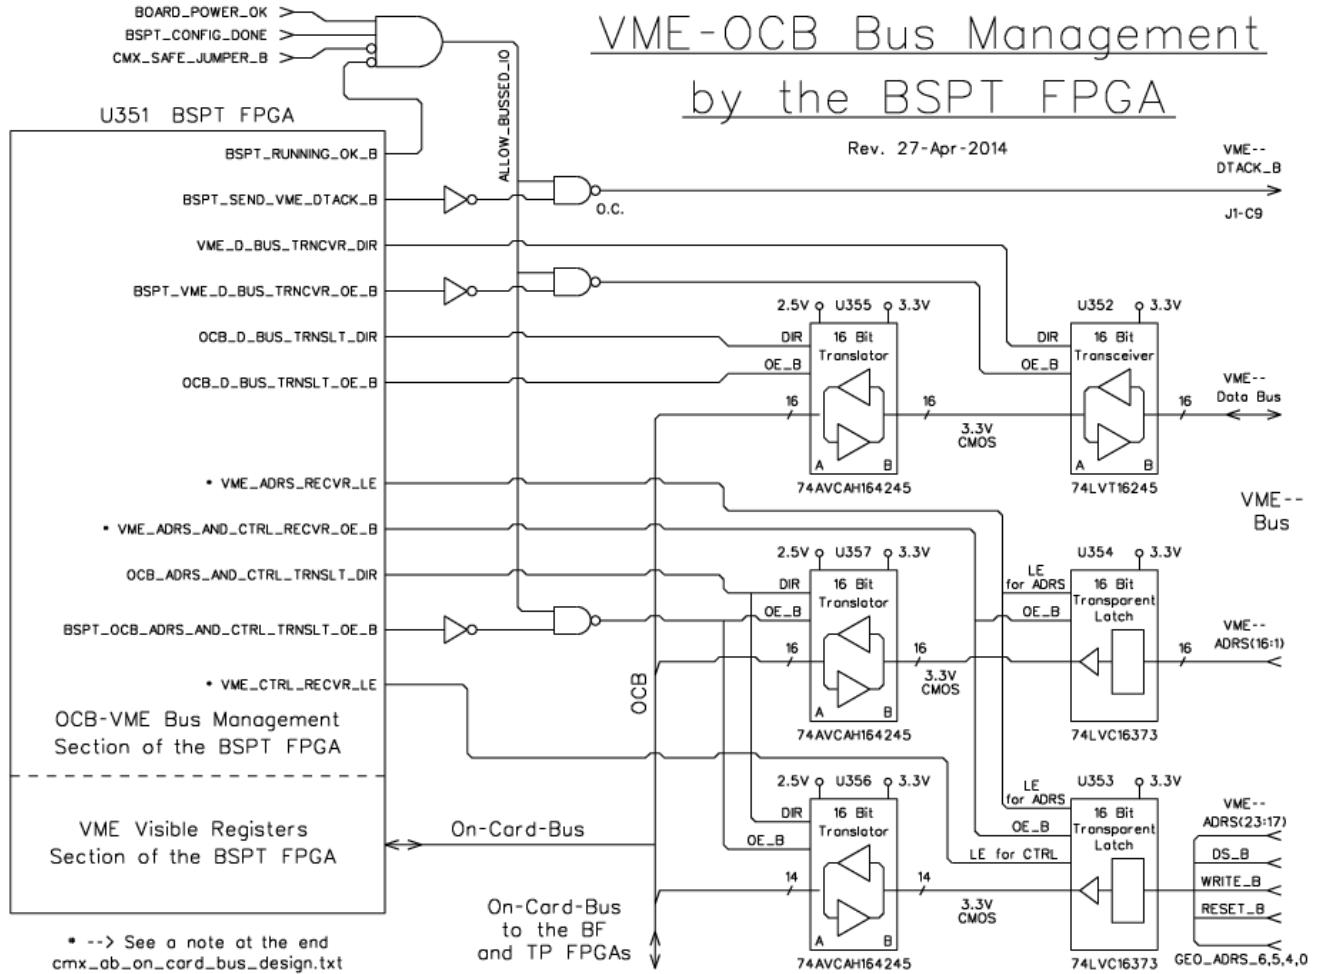 BOARD_POWER_OK
BSPT_CONFIG_DONE
CMX_SAFE_JUMPER_B
VME-OCB Bus Management
by the BSPT FPGA
Rev. 27-Apr-2014
U351 BSPT FPGA
ALLOW_BUSSED_IO
BSPT_RUNNING_OK_B
BSPT_SEND_VME_DTACK_B
VME_D_BUS_TRNCVR_DIR
BSPT_VME_D_BUS_TRNCVR_OE_B
OCB_D_BUS_TRNSLT_DIR
OCB_D_BUS_TRNSLT_OE_B
* VME_ADRS_RECVR_LE
* VME_ADRS_AND_CTRL_RECVR_OE_B
OCB_ADRS_AND_CTRL_TRNSLT_DIR
BSPT_OCB_ADRS_AND_CTRL_TRNSLT_OE_B
* VME_CTRL_RECVR_LE
OCB-VME Bus Management
Section of the BSPT FPGA
VME Visible Registers
Section of the BSPT FPGA
* --> See a note at the end
cmx_ab_on_card_bus_design.txt
O.C.
VME--
DTACK_B
J1-C9
2.5V U355 3.3V
DIR
OE_B
16 Bit
Translator
16
A B
74AVCAH164245
16
3.3V
CMOS
U352 3.3V
DIR
OE_B
16 Bit
Transceiver
A B
74LVT16245
16
VME--
Data Bus
VME--
Bus
2.5V U357 3.3V
DIR
OE_B
16 Bit
Translator
16
A B
74AVCAH164245
16
3.3V
CMOS
U354 3.3V
LE
for ADRS
OE_B
16 Bit
Transparent
Latch
74LVC16373
16
VME--
ADRS(16:1)
OCB
On-Card-Bus
On-Card-Bus
to the BF
and TP FPGAs
2.5V U356 3.3V
DIR
OE_B
16 Bit
Translator
14
A B
74AVCAH164245
14
3.3V
CMOS
U353 3.3V
LE
for ADRS
OE_B
LE for CTRL
16 Bit
Transparent
Latch
74LVC16373
VME--
ADRS(23:17)
DS_B
WRITE_B
RESET_B
GEO_ADRS_6,5,4,0